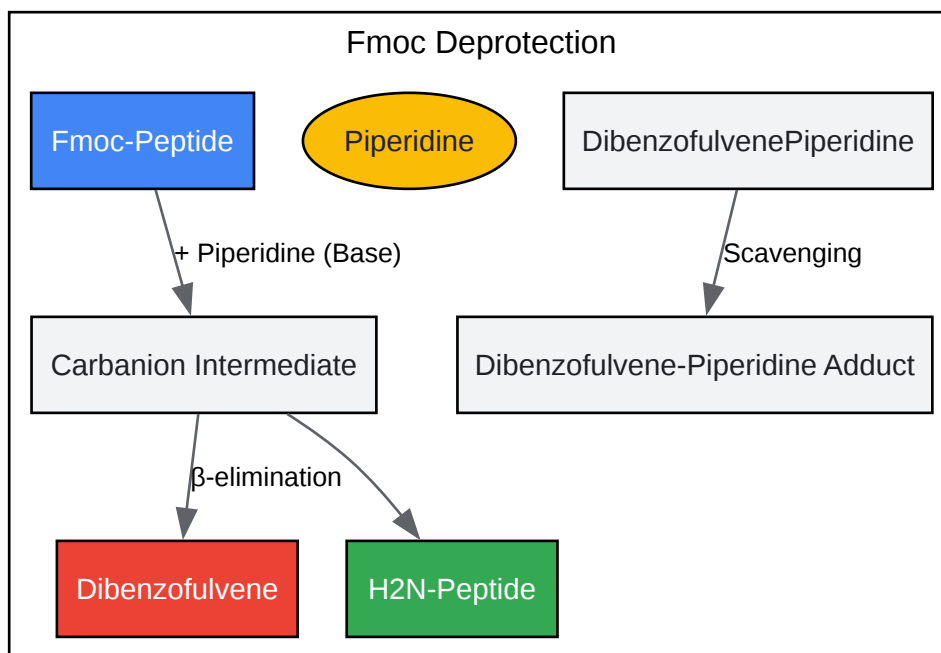 Fmoc Deprotection
Fmoc-Peptide
Piperidine
DibenzofulvenePiperidine
+ Piperidine (Base)
Scavenging
Carbanion Intermediate
Dibenzofulvene-Piperidine Adduct
β-elimination
Dibenzofulvene
H2N-Peptide